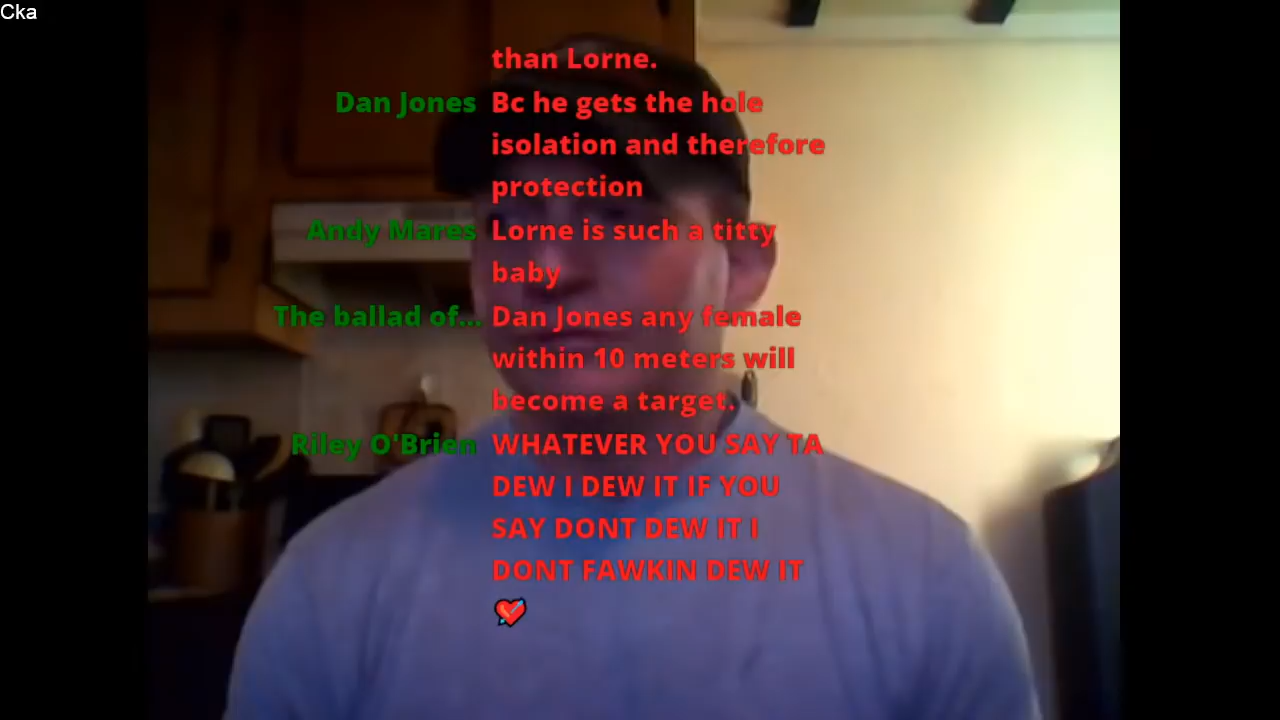 Cka
than Lorne.
Dan Jones Bc he gets the hole
isolation and therefore
protection
Andy Mares Lorne is such a titty
baby
The ballad of... Dan Jones any female
within 10 meters will
become a target.
Riley O'Brien WHATEVER YOU SAY TA
DEW I DEW IT IF YOU
SAY DONT DEW IT I
DONT FAWKIN DEW IT
💘